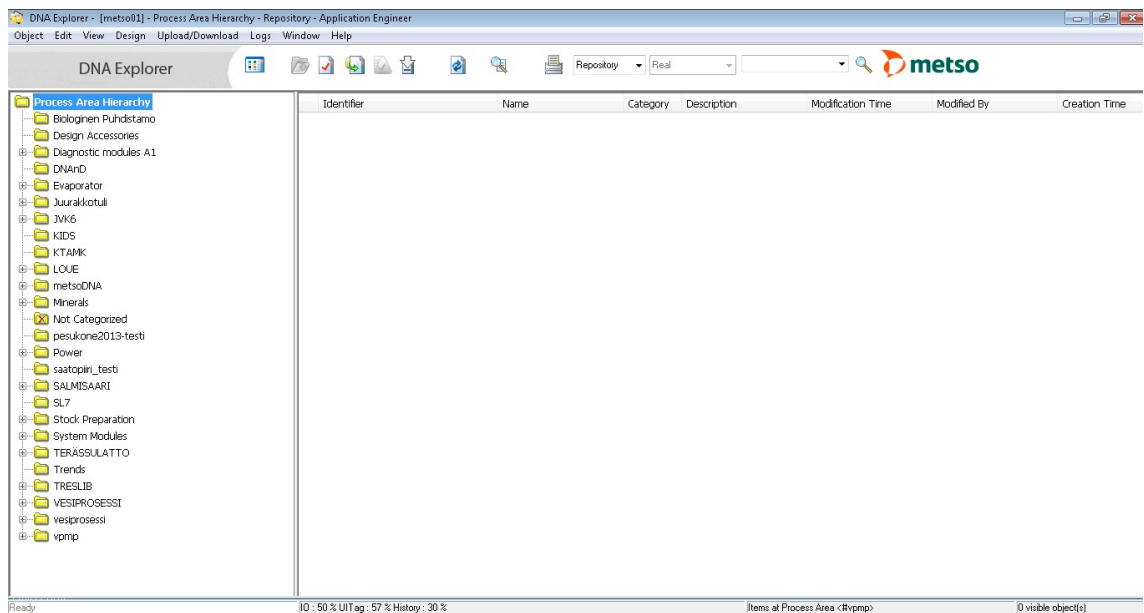 DNA Explorer - [metso01] - Process Area Hierarchy - Repository - Application Engineer
Object Edit View Design Upload/Download Logs Window Help
DNA Explorer
Repository
Real
metso
Process Area Hierarchy
Identifier Name Category Description Modification Time Modified By Creation Time
Biologinen Puhdistamo
Design Accessories
Diagnostic modules A1
DNAnD
Evaporator
Juurakkotuli
JVK6
KIDS
KTAMK
LOUE
metsoDNA
Minerals
Not Categorized
pesukone2013-testi
Power
saatopiiri_testi
SALMISAARI
SL7
Stock Preparation
System Modules
TERÄSSULATTO
Trends
TRESLIB
VESIPROSESSI
vesiprosessi
vpmp
Ready
IO : 50 % UITag : 57 % History : 30 %
Items at Process Area <#vpmp>
0 visible object(s)